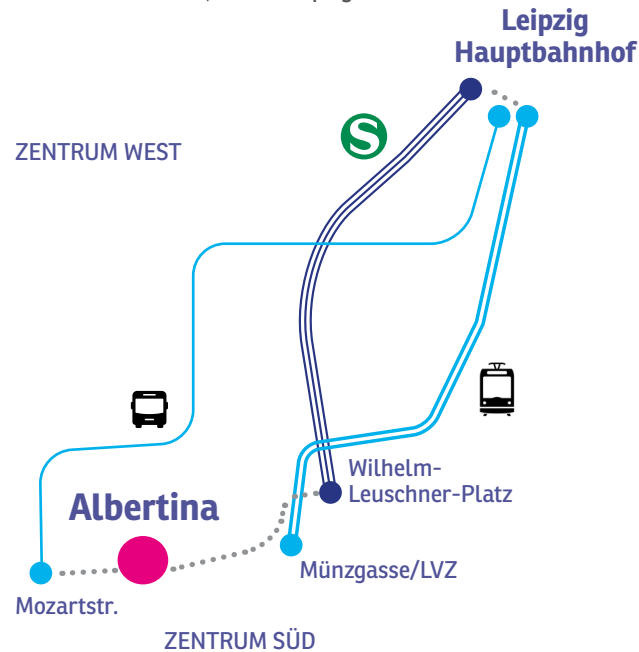 Leipzig
Hauptbahnhof
S
ZENTRUM WEST
Wilhelm-
Leuschner-Platz
Albertina
Münzgasse/LVZ
Mozartstr.
ZENTRUM SÜD